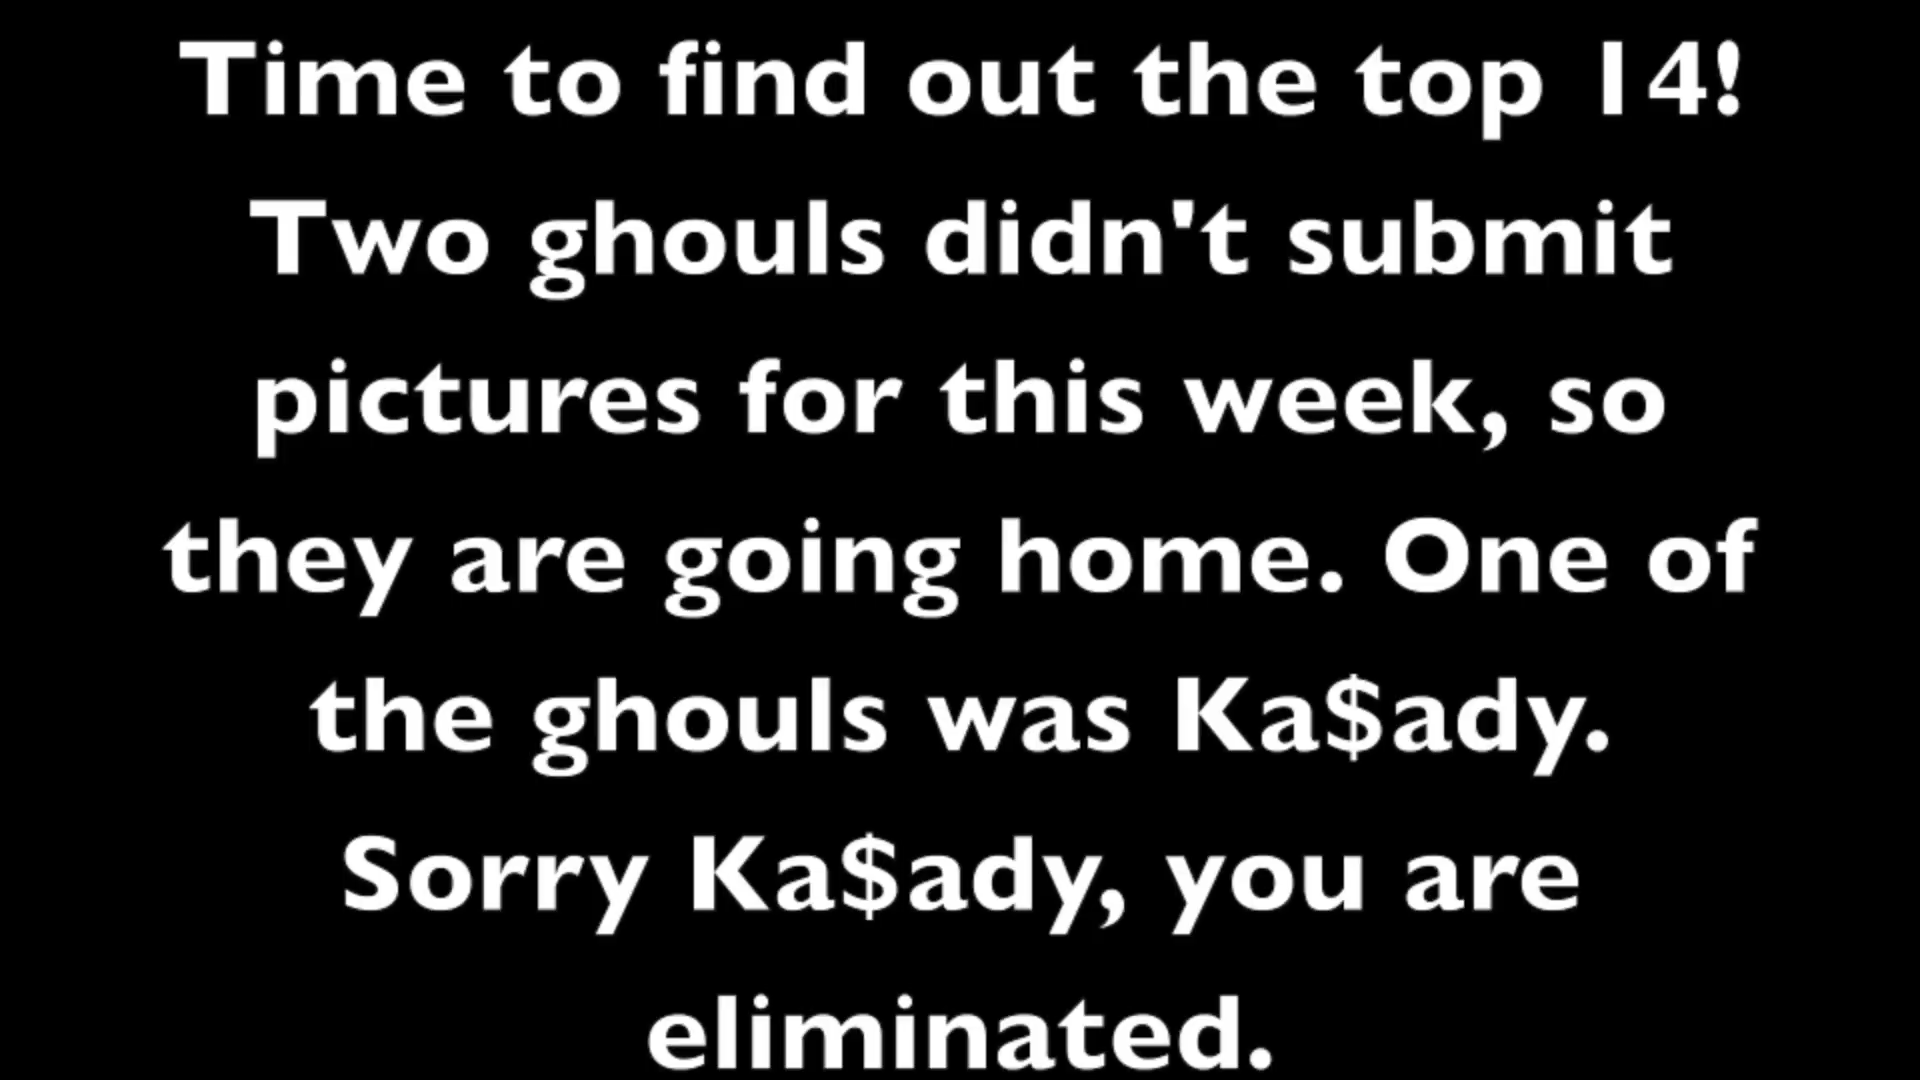 Time to find out the top 14!
Two ghouls didn't submit
pictures for this week, so
they are going home. One of
the ghouls was Ka$ady.
Sorry Ka$ady, you are
eliminated.